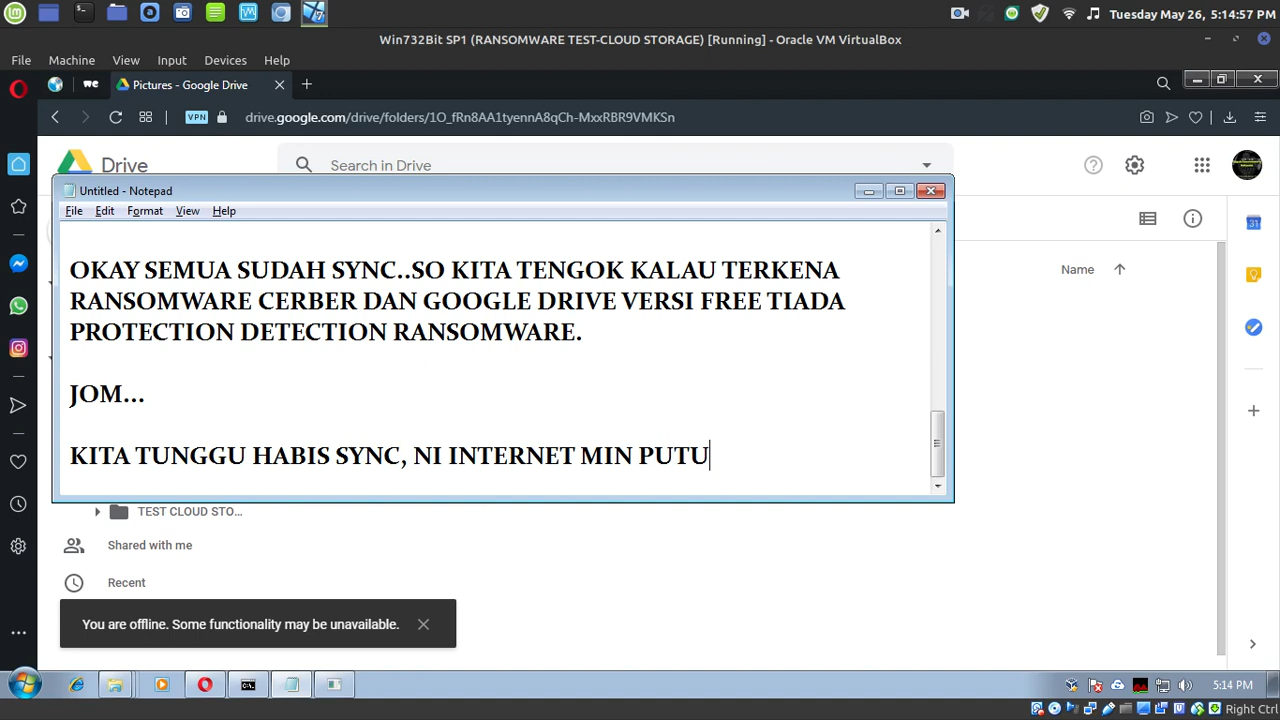 Tuesday May 26, 5:14:57 PM
Win732Bit SP1 (RANSOMWARE TEST-CLOUD STORAGE) [Running] - Oracle VM VirtualBox
File Machine View Input Devices Help
Pictures - Google Drive
VPN drive.google.com/drive/folders/1O_fRn8AA1tyennA8qCh-MxxRBR9VMKSn
Drive
Search in Drive
Untitled - Notepad
File Edit Format View Help
OKAY SEMUA SUDAH SYNC..SO KITA TENGOK KALAU TERKENA
RANSOMWARE CERBER DAN GOOGLE DRIVE VERSI FREE TIADA
PROTECTION DETECTION RANSOMWARE.
JOM...
KITA TUNGGU HABIS SYNC, NI INTERNET MIN PUTU
Name
TEST CLOUD STO...
Shared with me
Recent
You are offline. Some functionality may be unavailable.
5:14 PM
Right Ctrl